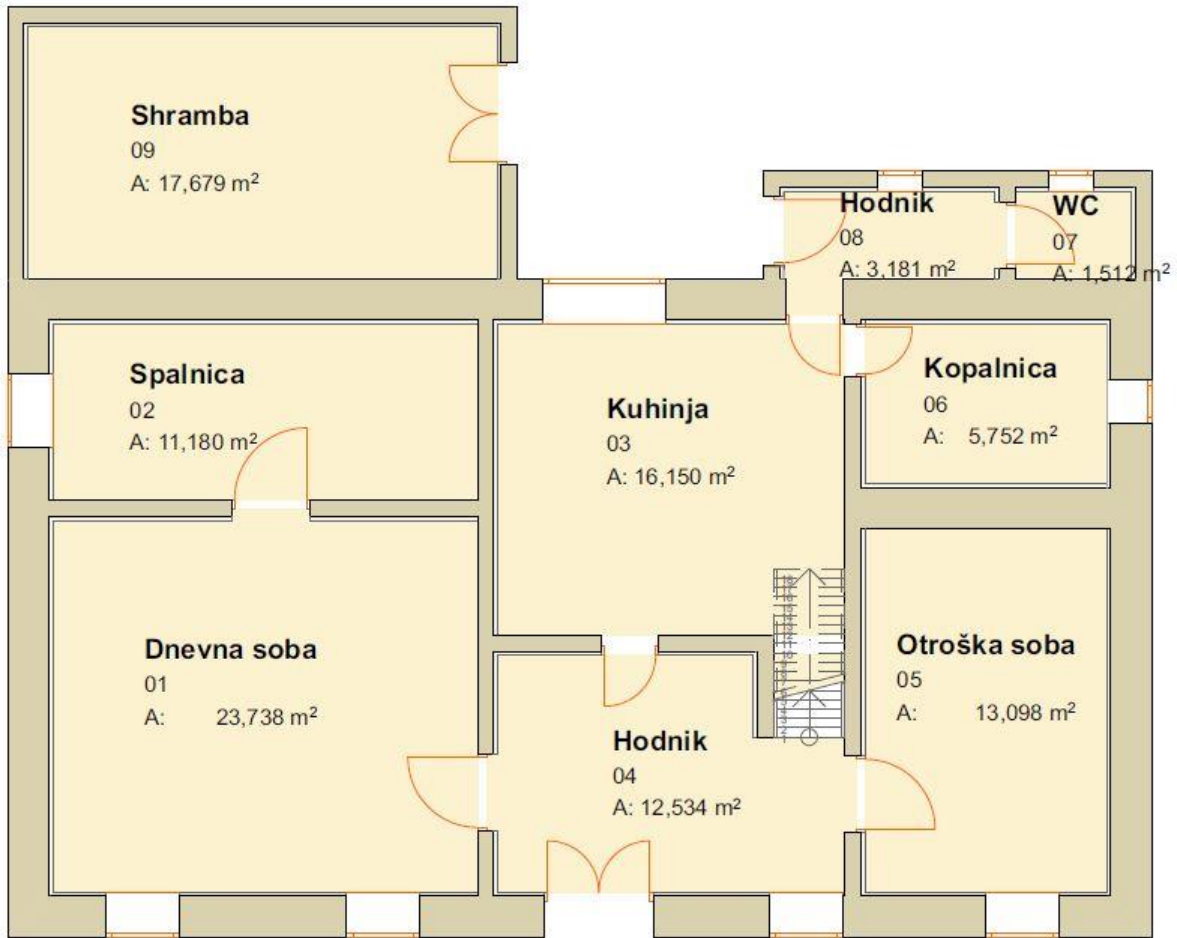 Shramba
09
A: 17,679 m²
Hodnik
08
A: 3,181 m²
WC
07
A: 1,512 m²
Spalnica
02
A: 11,180 m²
Kuhinja
03
A: 16,150 m²
Kopalnica
06
A: 5,752 m²
Dnevna soba
01
A: 23,738 m²
Hodnik
04
A: 12,534 m²
Otroška soba
05
A: 13,098 m²